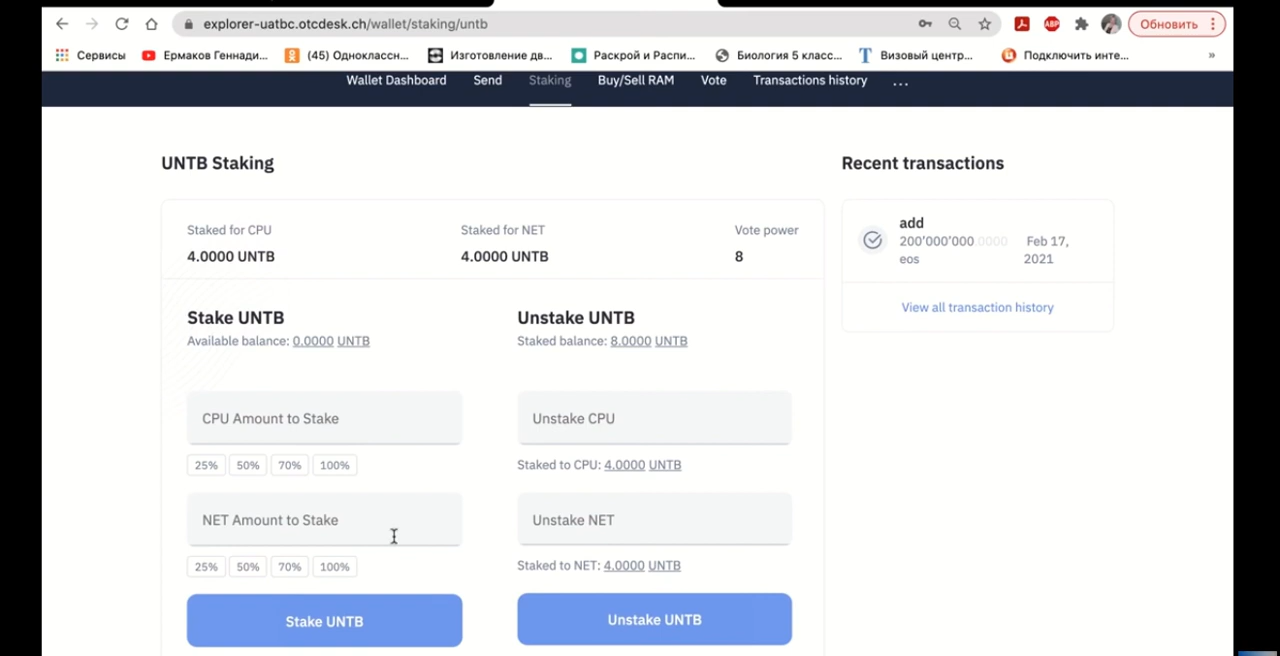 explorer-uatbc.otcdesk.ch/wallet/staking/untb
ABP
Обновить
Сервисы
Ермаков Геннади...
(45) Одноклассн...
Изготовление дв...
Раскрой и Распи...
Биология 5 класс...
Визовый центр...
Подключить инте...
»
Wallet Dashboard
Send
Staking
Buy/Sell RAM
Vote
Transactions history
...
UNTB Staking
Recent transactions
Staked for CPU
Staked for NET
Vote power
4.0000 UNTB
4.0000 UNTB
8
add
200'000'000.0000
eos
Feb 17,
2021
View all transaction history
Stake UNTB
Available balance: 0.0000 UNTB
CPU Amount to Stake
25% 50% 70% 100%
NET Amount to Stake
25% 50% 70% 100%
Stake UNTB
Unstake UNTB
Staked balance: 8.0000 UNTB
Unstake CPU
Staked to CPU: 4.0000 UNTB
Unstake NET
Staked to NET: 4.0000 UNTB
Unstake UNTB